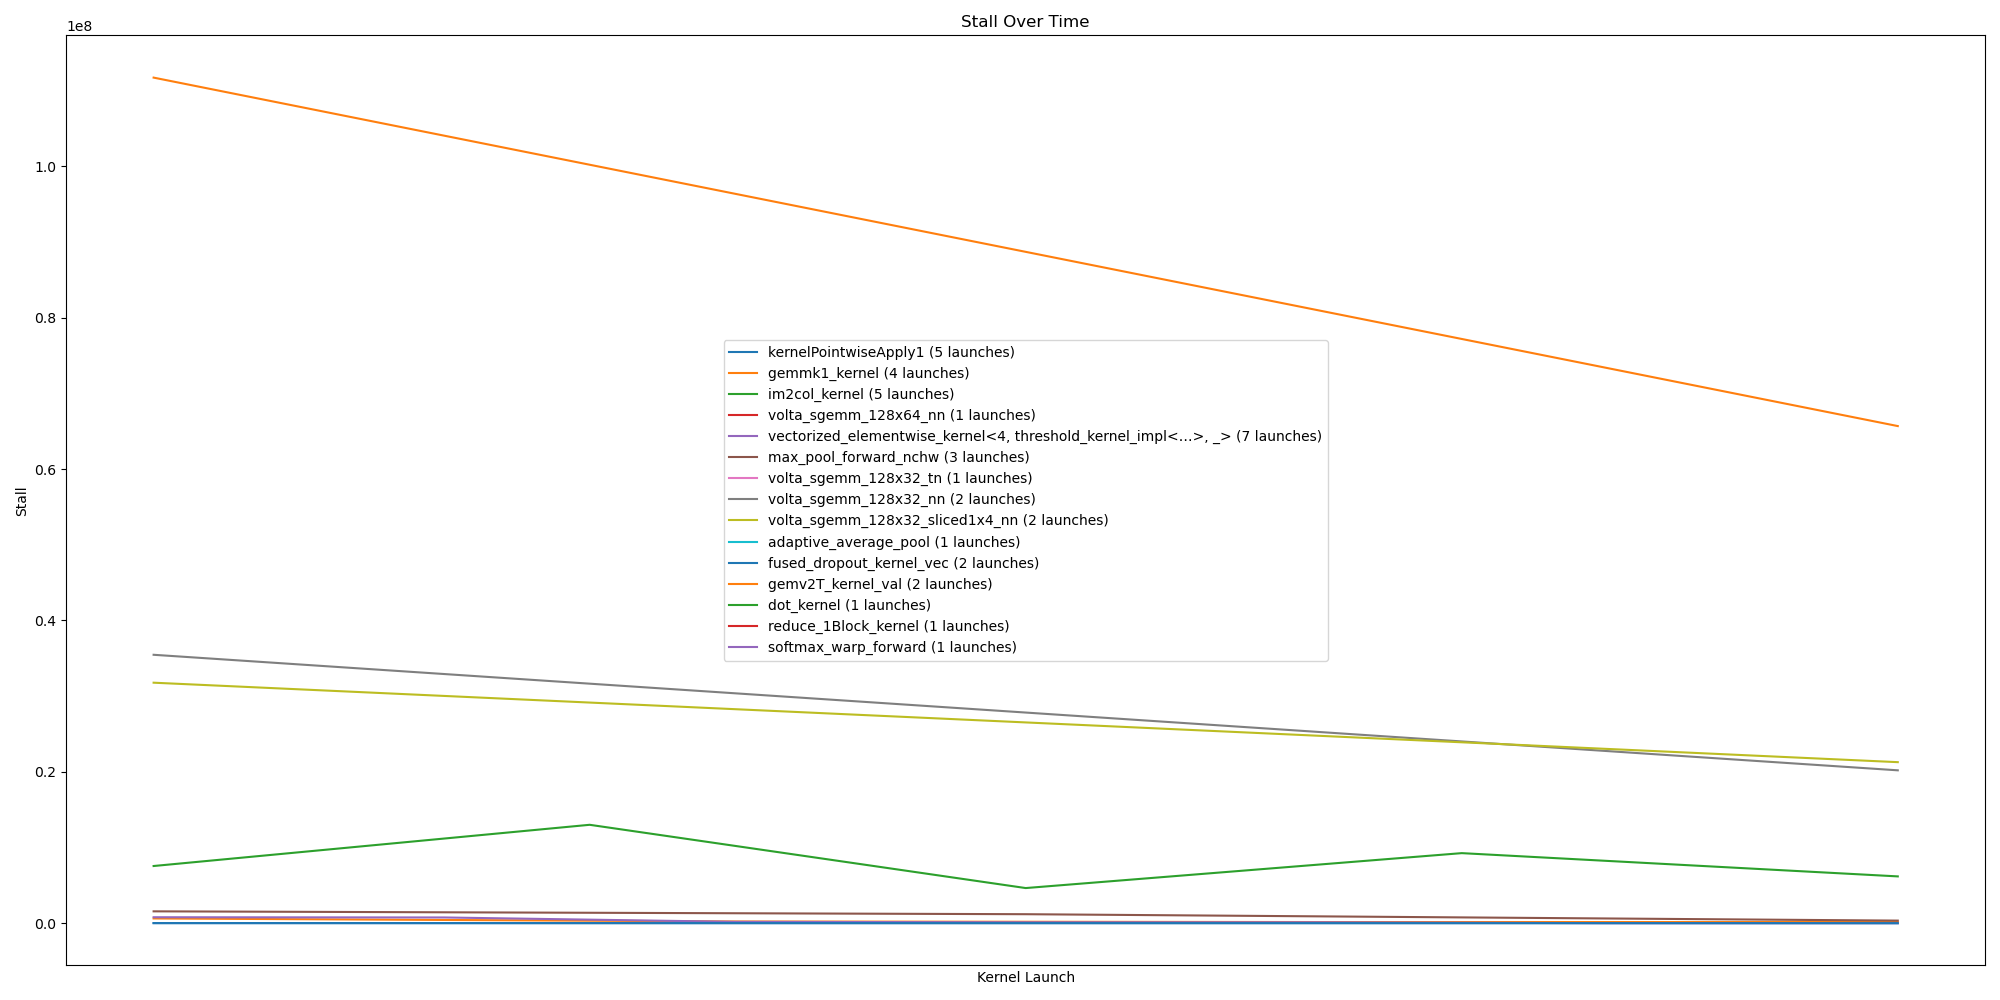 Stall Over Time
1e8
1.0
0.8
0.6
0.4
0.2
0.0
Stall
kernelPointwiseApply1 (5 launches)
gemmk1_kernel (4 launches)
im2col_kernel (5 launches)
volta_sgemm_128x64_nn (1 launches)
vectorized_elementwise_kernel<4, threshold_kernel_impl<...>, _> (7 launches)
max_pool_forward_nchw (3 launches)
volta_sgemm_128x32_tn (1 launches)
volta_sgemm_128x32_nn (2 launches)
volta_sgemm_128x32_sliced1x4_nn (2 launches)
adaptive_average_pool (1 launches)
fused_dropout_kernel_vec (2 launches)
gemv2T_kernel_val (2 launches)
dot_kernel (1 launches)
reduce_1Block_kernel (1 launches)
softmax_warp_forward (1 launches)
Kernel Launch